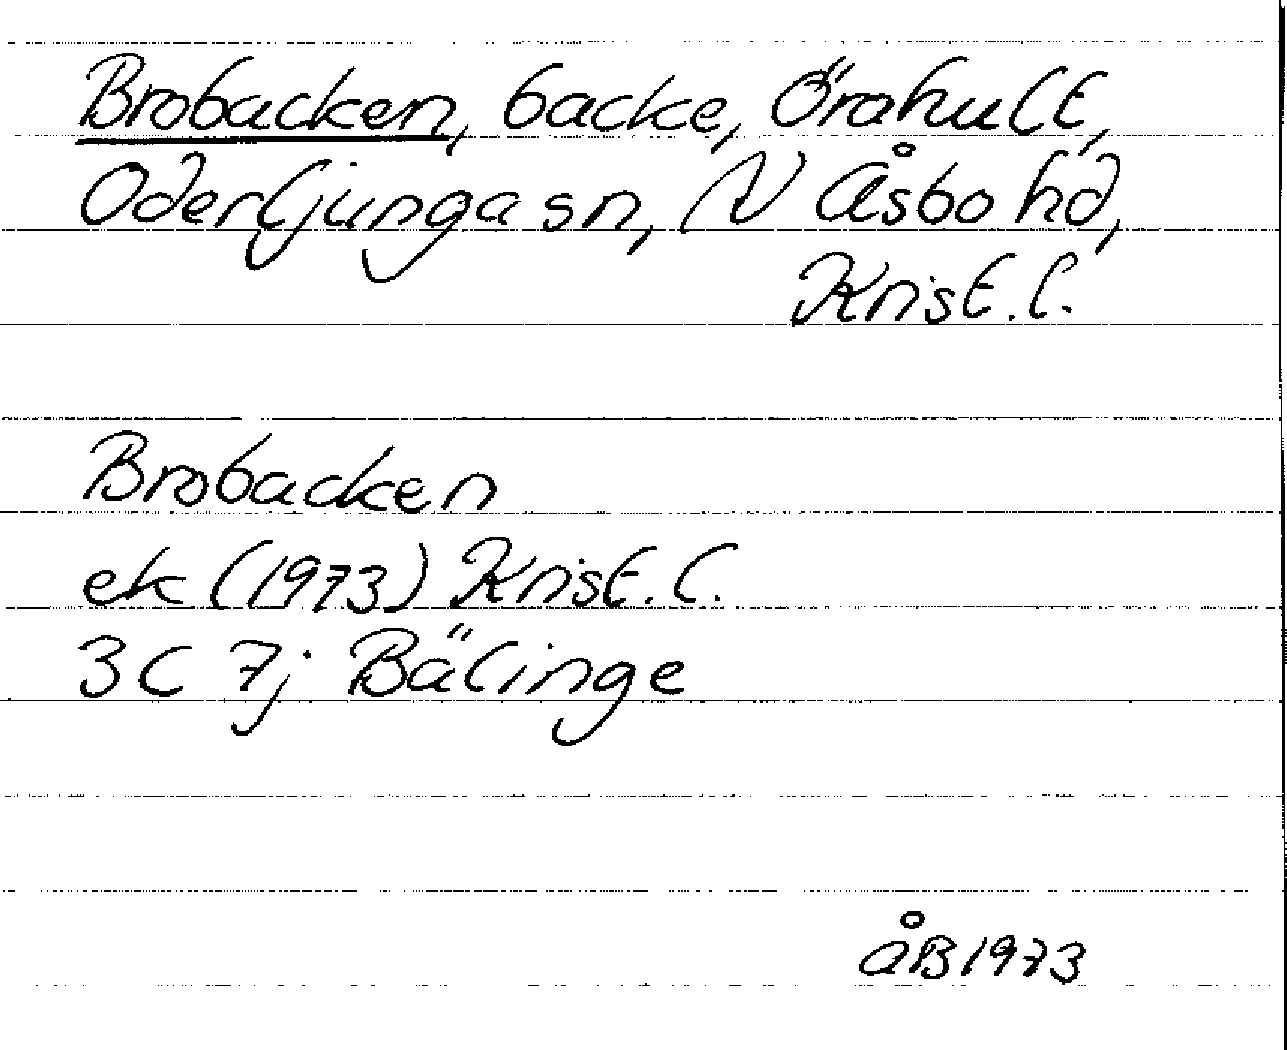 Brobacken, backe, Örahult,
Oderljunga sn, N Åsbo hd,
Krist. l.
Brobacken
ek (1973) Krist. l.
3C 7j Bälinge
ÅB 1973